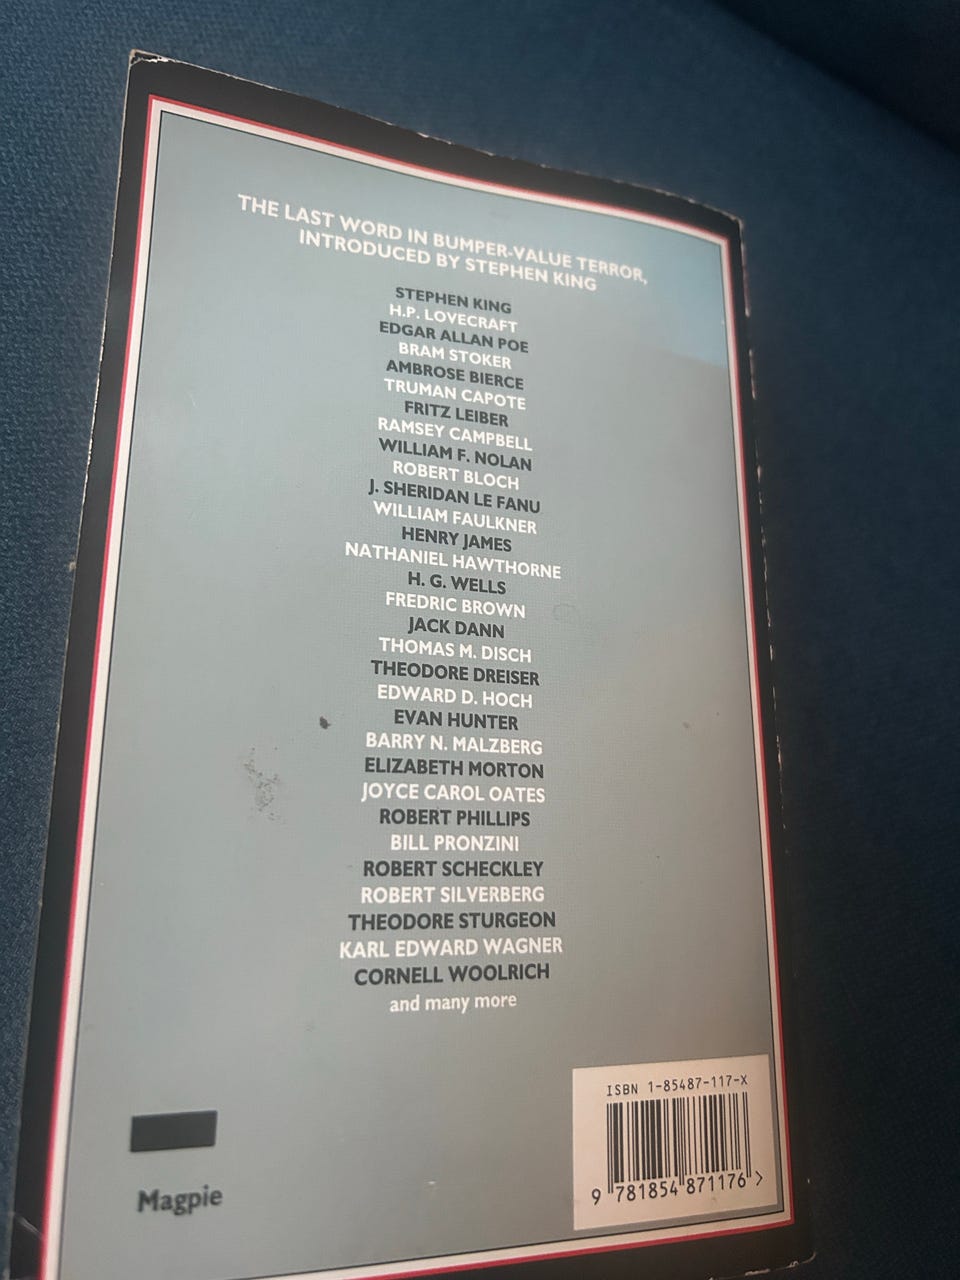 THE LAST WORD IN BUMPER-VALUE TERROR,
INTRODUCED BY STEPHEN KING
STEPHEN KING
H.P. LOVECRAFT
EDGAR ALLAN POE
BRAM STOKER
AMBROSE BIERCE
TRUMAN CAPOTE
FRITZ LEIBER
RAMSEY CAMPBELL
WILLIAM F. NOLAN
ROBERT BLOCH
J. SHERIDAN LE FANU
WILLIAM FAULKNER
HENRY JAMES
NATHANIEL HAWTHORNE
H. G. WELLS
FREDRIC BROWN
JACK DANN
THOMAS M. DISCH
THEODORE DREISER
EDWARD D. HOCH
EVAN HUNTER
BARRY N. MALZBERG
ELIZABETH MORTON
JOYCE CAROL OATES
ROBERT PHILLIPS
BILL PRONZINI
ROBERT SCHECKLEY
ROBERT SILVERBERG
THEODORE STURGEON
KARL EDWARD WAGNER
CORNELL WOOLRICH
and many more
ISBN 1-85487-117-X
9 781854 871176 >
Magpie